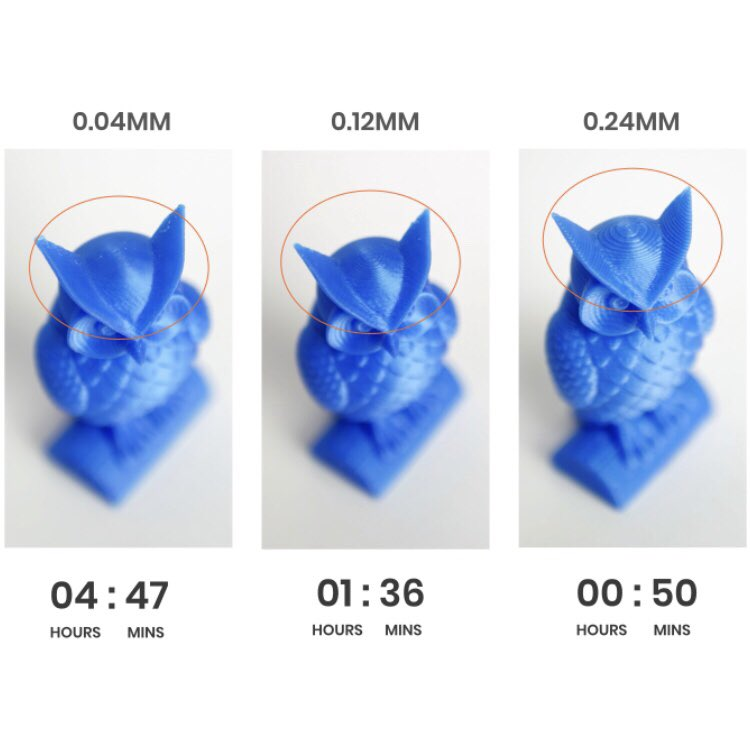 0.04MM
0.12MM
0.24MM
04 : 47
HOURS MINS
01 : 36
HOURS MINS
00 : 50
HOURS MINS